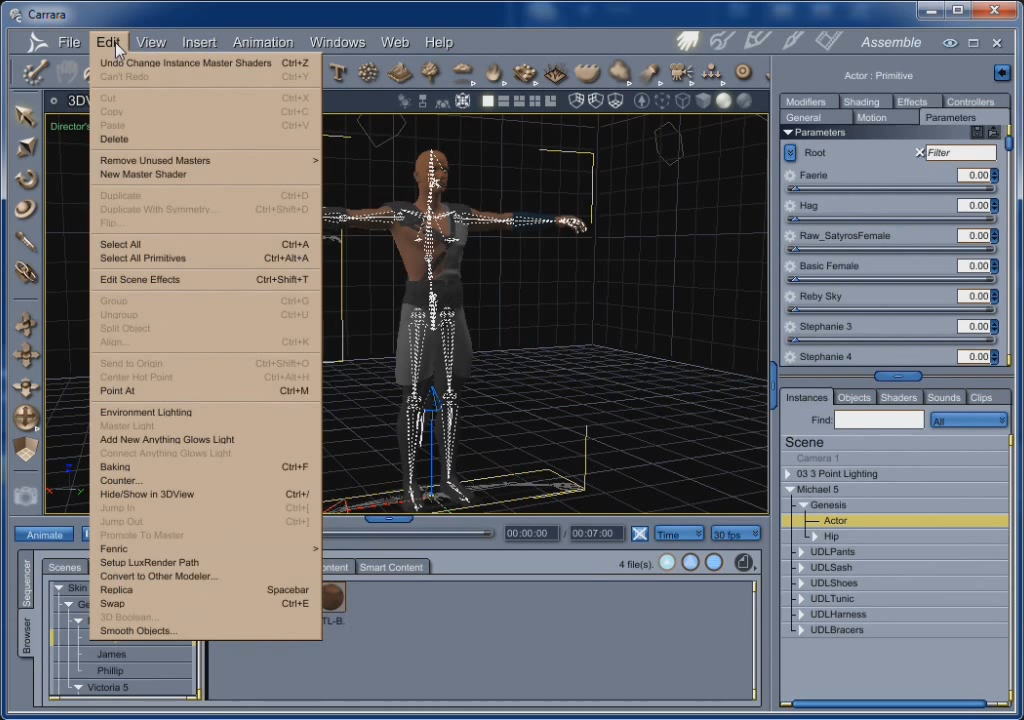 Carrara
File Edit View Insert Animation Windows Web Help
Assemble
Undo Change Instance Master Shaders Ctrl+Z
Can't Redo Ctrl+Y
Cut Ctrl+X
Copy Ctrl+C
Paste Ctrl+V
Delete
Remove Unused Masters >
New Master Shader
Duplicate Ctrl+D
Duplicate With Symmetry... Ctrl+Shift+D
Flip...
Select All Ctrl+A
Select All Primitives Ctrl+Alt+A
Edit Scene Effects Ctrl+Shift+T
Group Ctrl+G
Ungroup Ctrl+U
Split Object
Align... Ctrl+K
Send to Origin Ctrl+Shift+O
Center Hot Point Ctrl+Alt+H
Point At Ctrl+M
Environment Lighting
Master Light
Add New Anything Glows Light
Connect Anything Glows Light
Baking Ctrl+F
Counter...
Hide/Show in 3DView Ctrl+/
Jump In Ctrl+[
Jump Out Ctrl+]
Promote To Master
Fenric >
Setup LuxRender Path
Convert to Other Modeler...
Replica Spacebar
Swap Ctrl+E
3D Boolean...
Smooth Objects...
3DV
Director's
Actor : Primitive
Modifiers Shading Effects Controllers
General Motion Parameters
Parameters
Root Filter
Faerie 0.00
Hag 0.00
Raw_SatyrosFemale 0.00
Basic Female 0.00
Reby Sky 0.00
Stephanie 3 0.00
Stephanie 4 0.00
Instances Objects Shaders Sounds Clips
Find: All
Scene
Camera 1
03 3 Point Lighting
Michael 5
Genesis
Actor
Hip
UDLPants
UDLSash
UDLShoes
UDLTunic
UDLHarness
UDLBracers
Animate 00:00:00 / 00:07:00 Time 30 fps
Sequencer
Browser
Scenes ontent Smart Content 4 file(s).
Skin
Ge
James
Phillip
Victoria 5
TL-B.